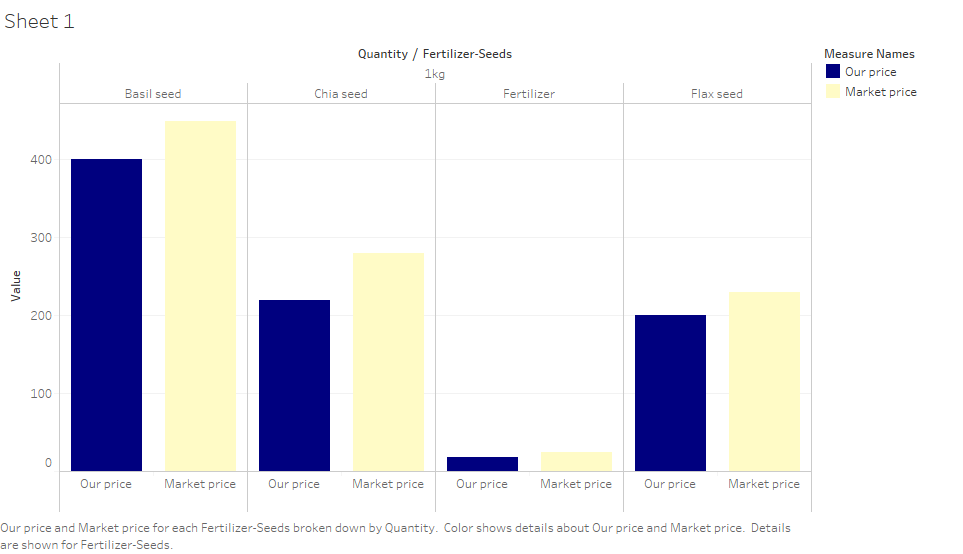 Sheet 1
Quantity / Fertilizer-Seeds
1kg
Basil seed Chia seed Fertilizer Flax seed
Measure Names
Our price
Market price
Value
400
300
200
100
0
Our price Market price Our price Market price Our price Market price Our price Market price
Our price and Market price for each Fertilizer-Seeds broken down by Quantity. Color shows details about Our price and Market price. Details
are shown for Fertilizer-Seeds.